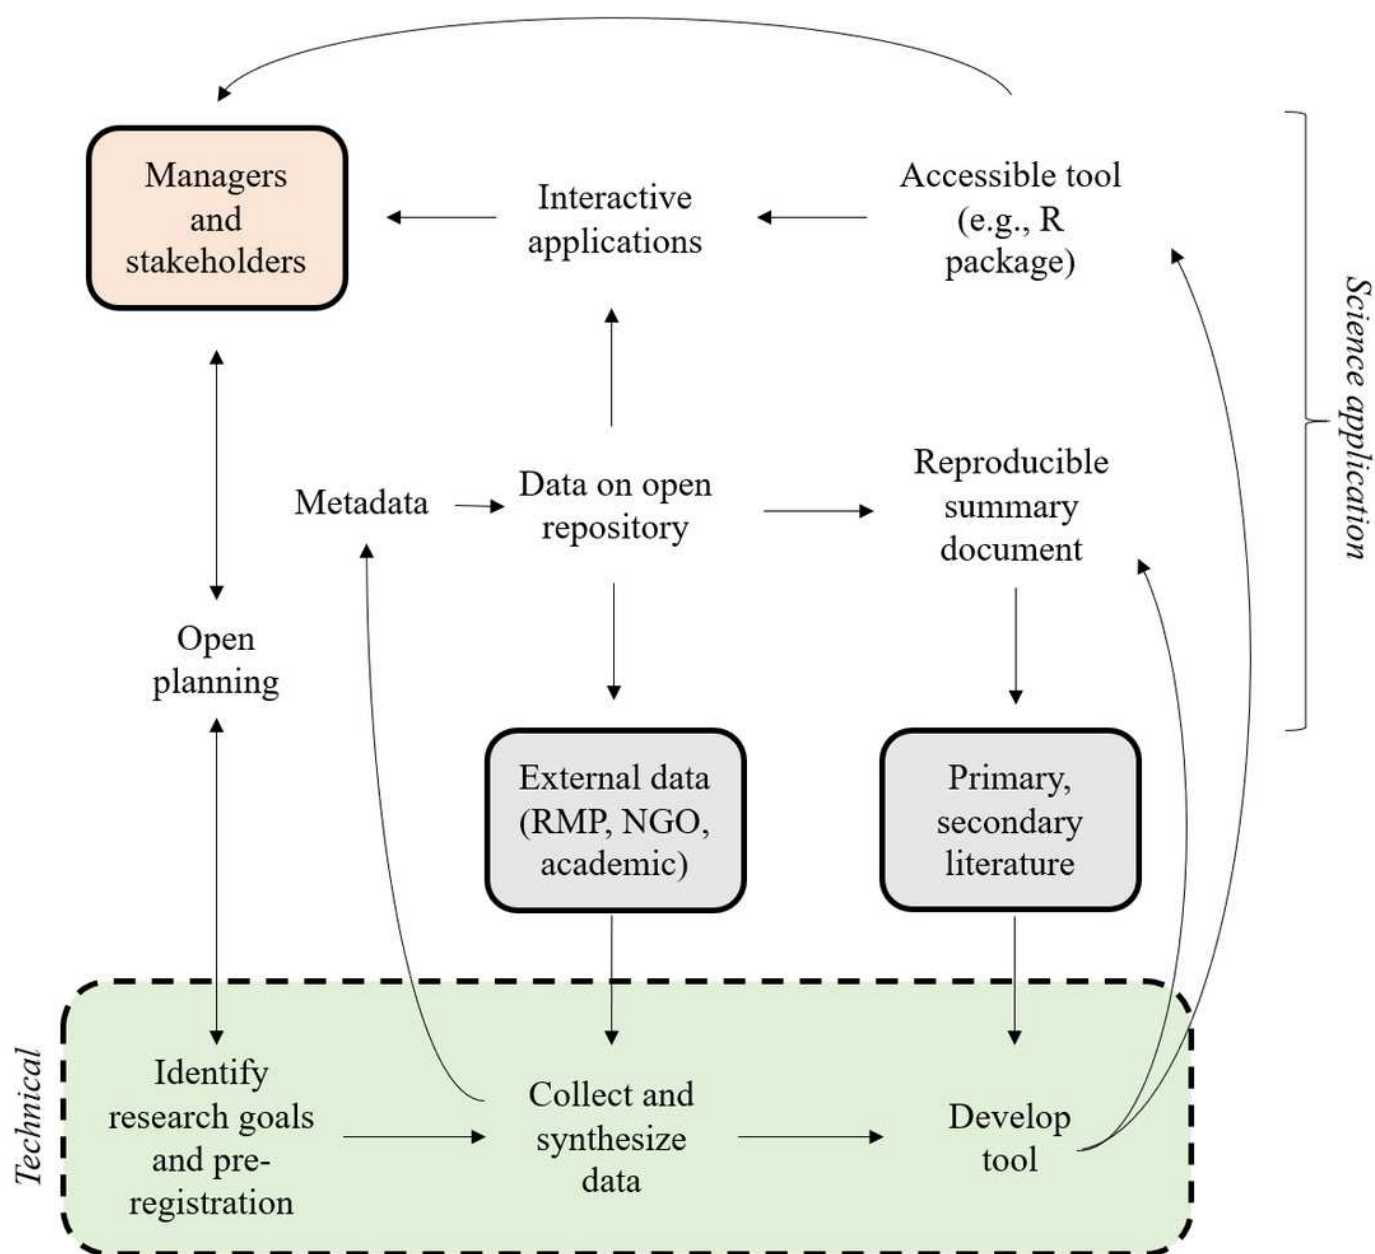 Managers
and
stakeholders
Interactive
applications
Accessible tool
(e.g., R
package)
Science application
Metadata
Data on open
repository
Reproducible
summary
document
Open
planning
External data
(RMP, NGO,
academic)
Primary,
secondary
literature
Technical
Identify
research goals
and pre-
registration
Collect and
synthesize
data
Develop
tool